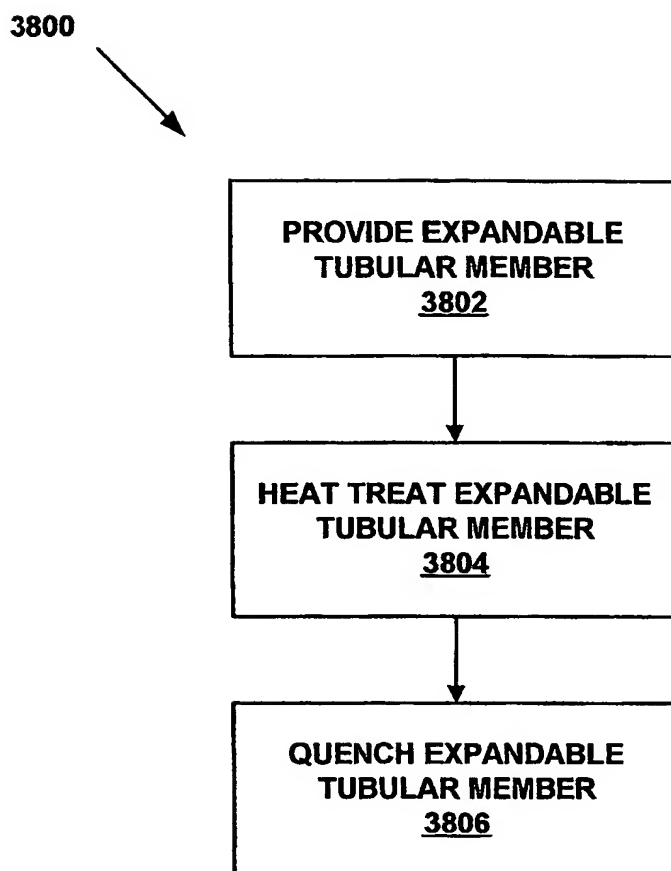 3800
PROVIDE EXPANDABLE
TUBULAR MEMBER
3802
HEAT TREAT EXPANDABLE
TUBULAR MEMBER
3804
QUENCH EXPANDABLE
TUBULAR MEMBER
3806